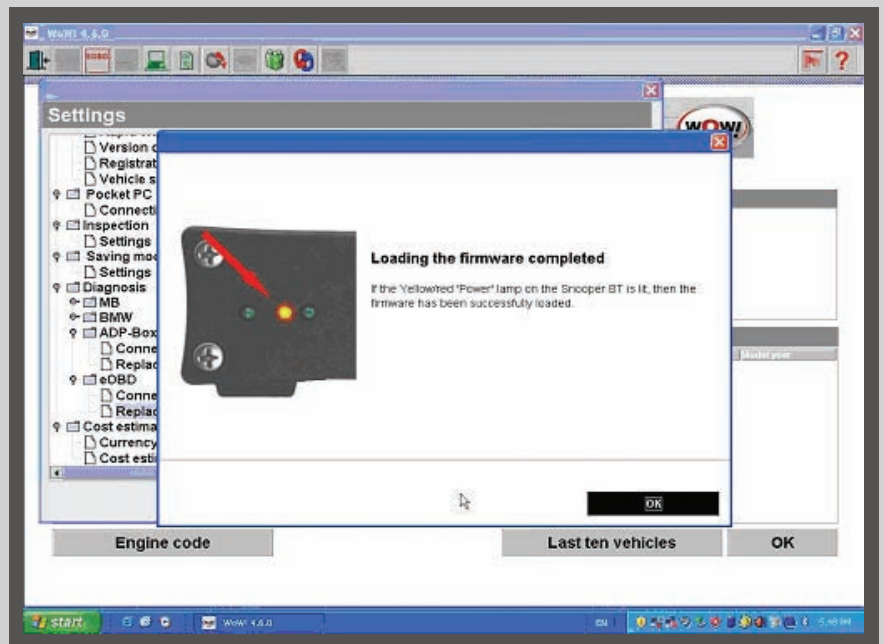 WoW! 4.6.0
?
Settings
WOW!
Version
Registrat
Vehicle s
Pocket PC
Connecti
Inspection
Settings
Saving mod
Settings
Diagnosis
MB
BMW
ADP-Box
Conne
Replac
eOBD
Conne
Replac
Cost estima
Currency
Cost esti
Loading the firmware completed
If the Yellow/red 'Power' lamp on the Snooper BT is lit, then the
firmware has been successfully loaded.
OK
Model year
Engine code
Last ten vehicles
OK
start
WoW! 4.6.0
EN